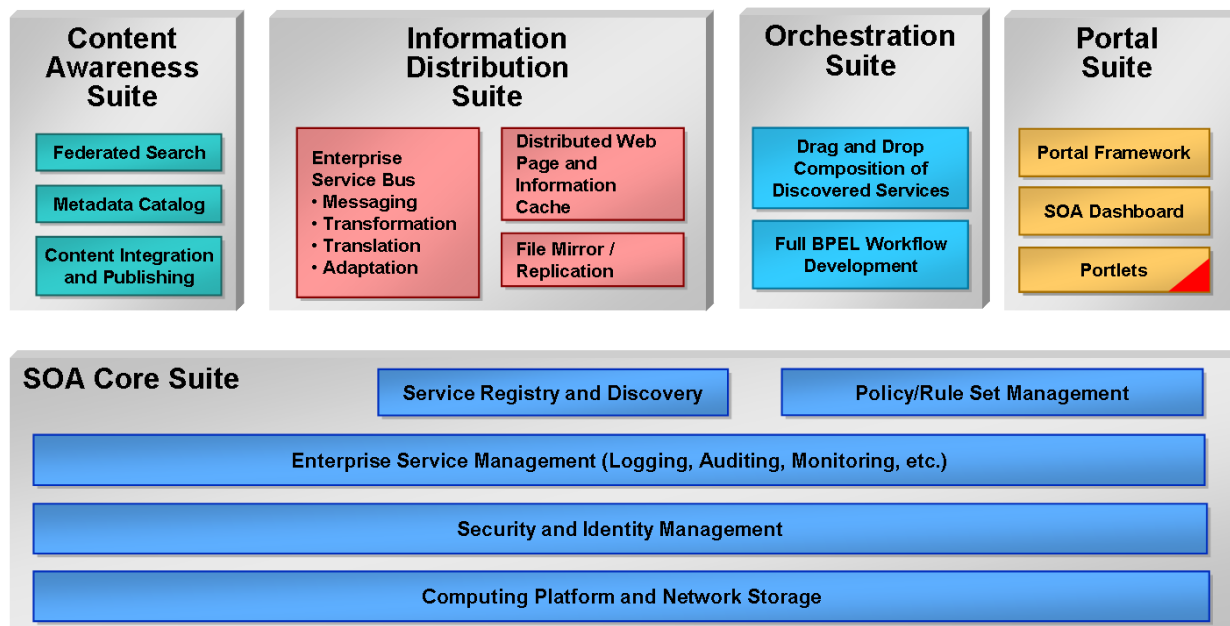 Content
Awareness
Suite
Federated Search
Metadata Catalog
Content Integration
and Publishing
Information
Distribution
Suite
Enterprise
Service Bus
• Messaging
• Transformation
• Translation
• Adaptation
Distributed Web
Page and
Information
Cache
File Mirror /
Replication
Orchestration
Suite
Drag and Drop
Composition of
Discovered Services
Full BPEL Workflow
Development
Portal
Suite
Portal Framework
SOA Dashboard
Portlets
SOA Core Suite
Service Registry and Discovery
Policy/Rule Set Management
Enterprise Service Management (Logging, Auditing, Monitoring, etc.)
Security and Identity Management
Computing Platform and Network Storage